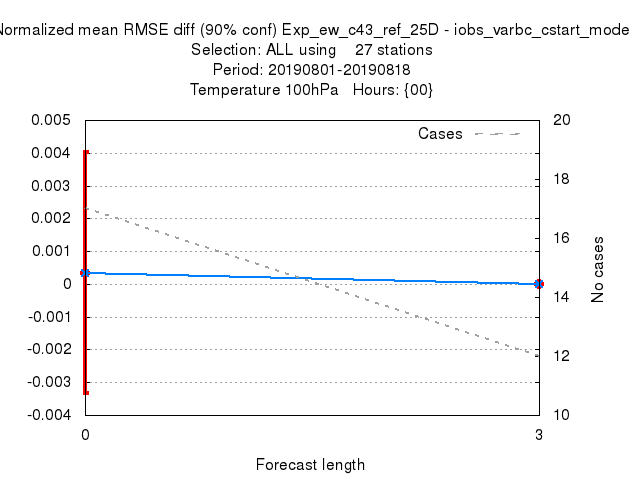 Normalized mean RMSE diff (90% conf) Exp_ew_c43_ref_25D - iobs_varbc_cstart_mode
Selection: ALL using 27 stations
Period: 20190801-20190818
Temperature 100hPa Hours: {00}
Cases
0.005
0.004
0.003
0.002
0.001
0
-0.001
-0.002
-0.003
-0.004
20
18
16
14
12
10
No cases
0
3
Forecast length